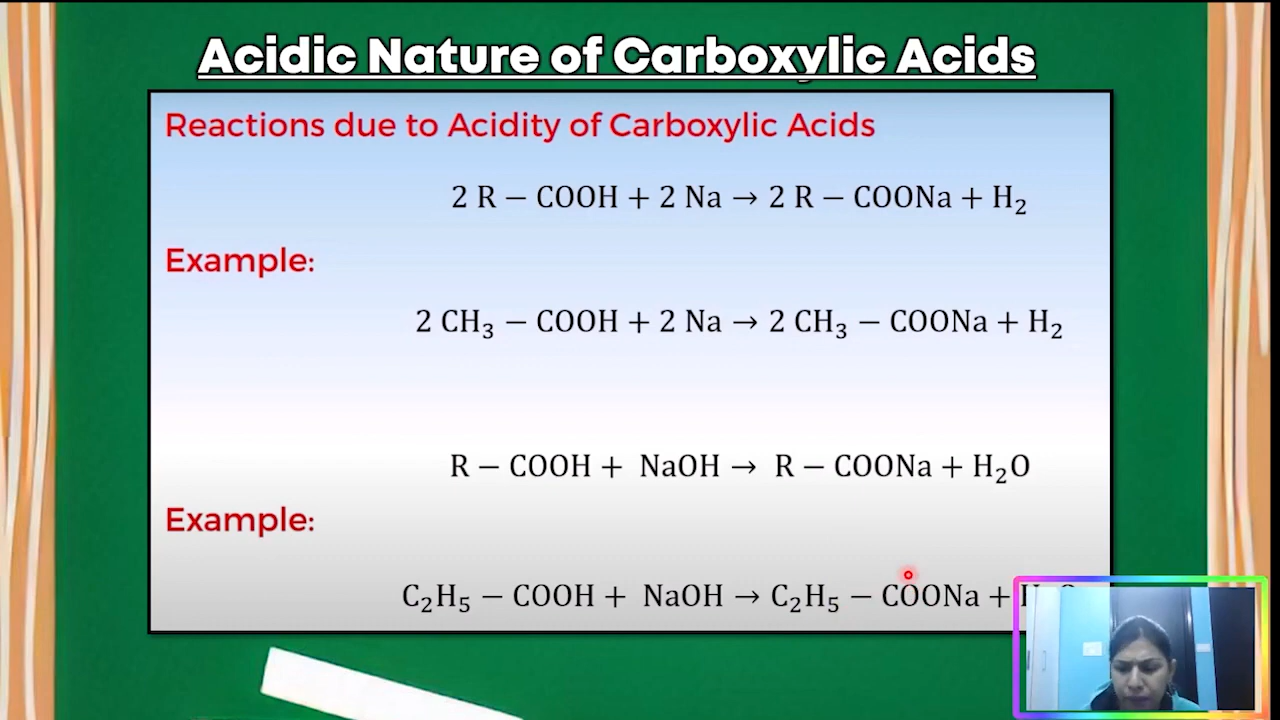 Acidic Nature of Carboxylic Acids
Reactions due to Acidity of Carboxylic Acids
2 R − COOH + 2 Na → 2 R − COONa + H₂
Example:
2 CH₃ − COOH + 2 Na → 2 CH₃ − COONa + H₂
R − COOH + NaOH → R − COONa + H₂O
Example:
C₂H₅ − COOH + NaOH → C₂H₅ − COONa +